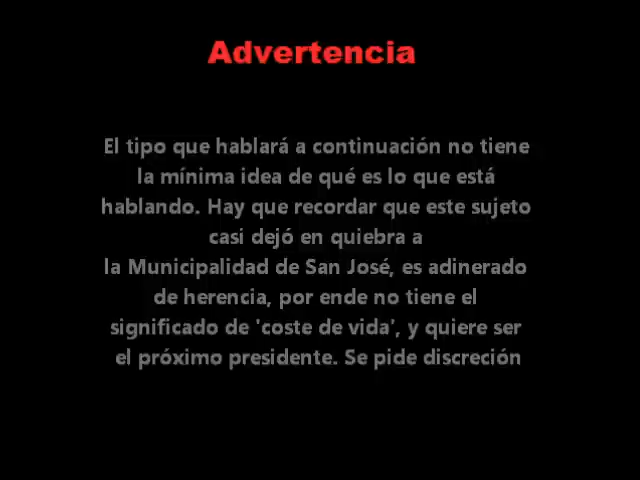 Advertencia
El tipo que hablará a continuación no tiene
la mínima idea de qué es lo que está
hablando. Hay que recordar que este sujeto
casi dejó en quiebra a
la Municipalidad de San José, es adinerado
de herencia, por ende no tiene el
significado de 'coste de vida', y quiere ser
el próximo presidente. Se pide discreción